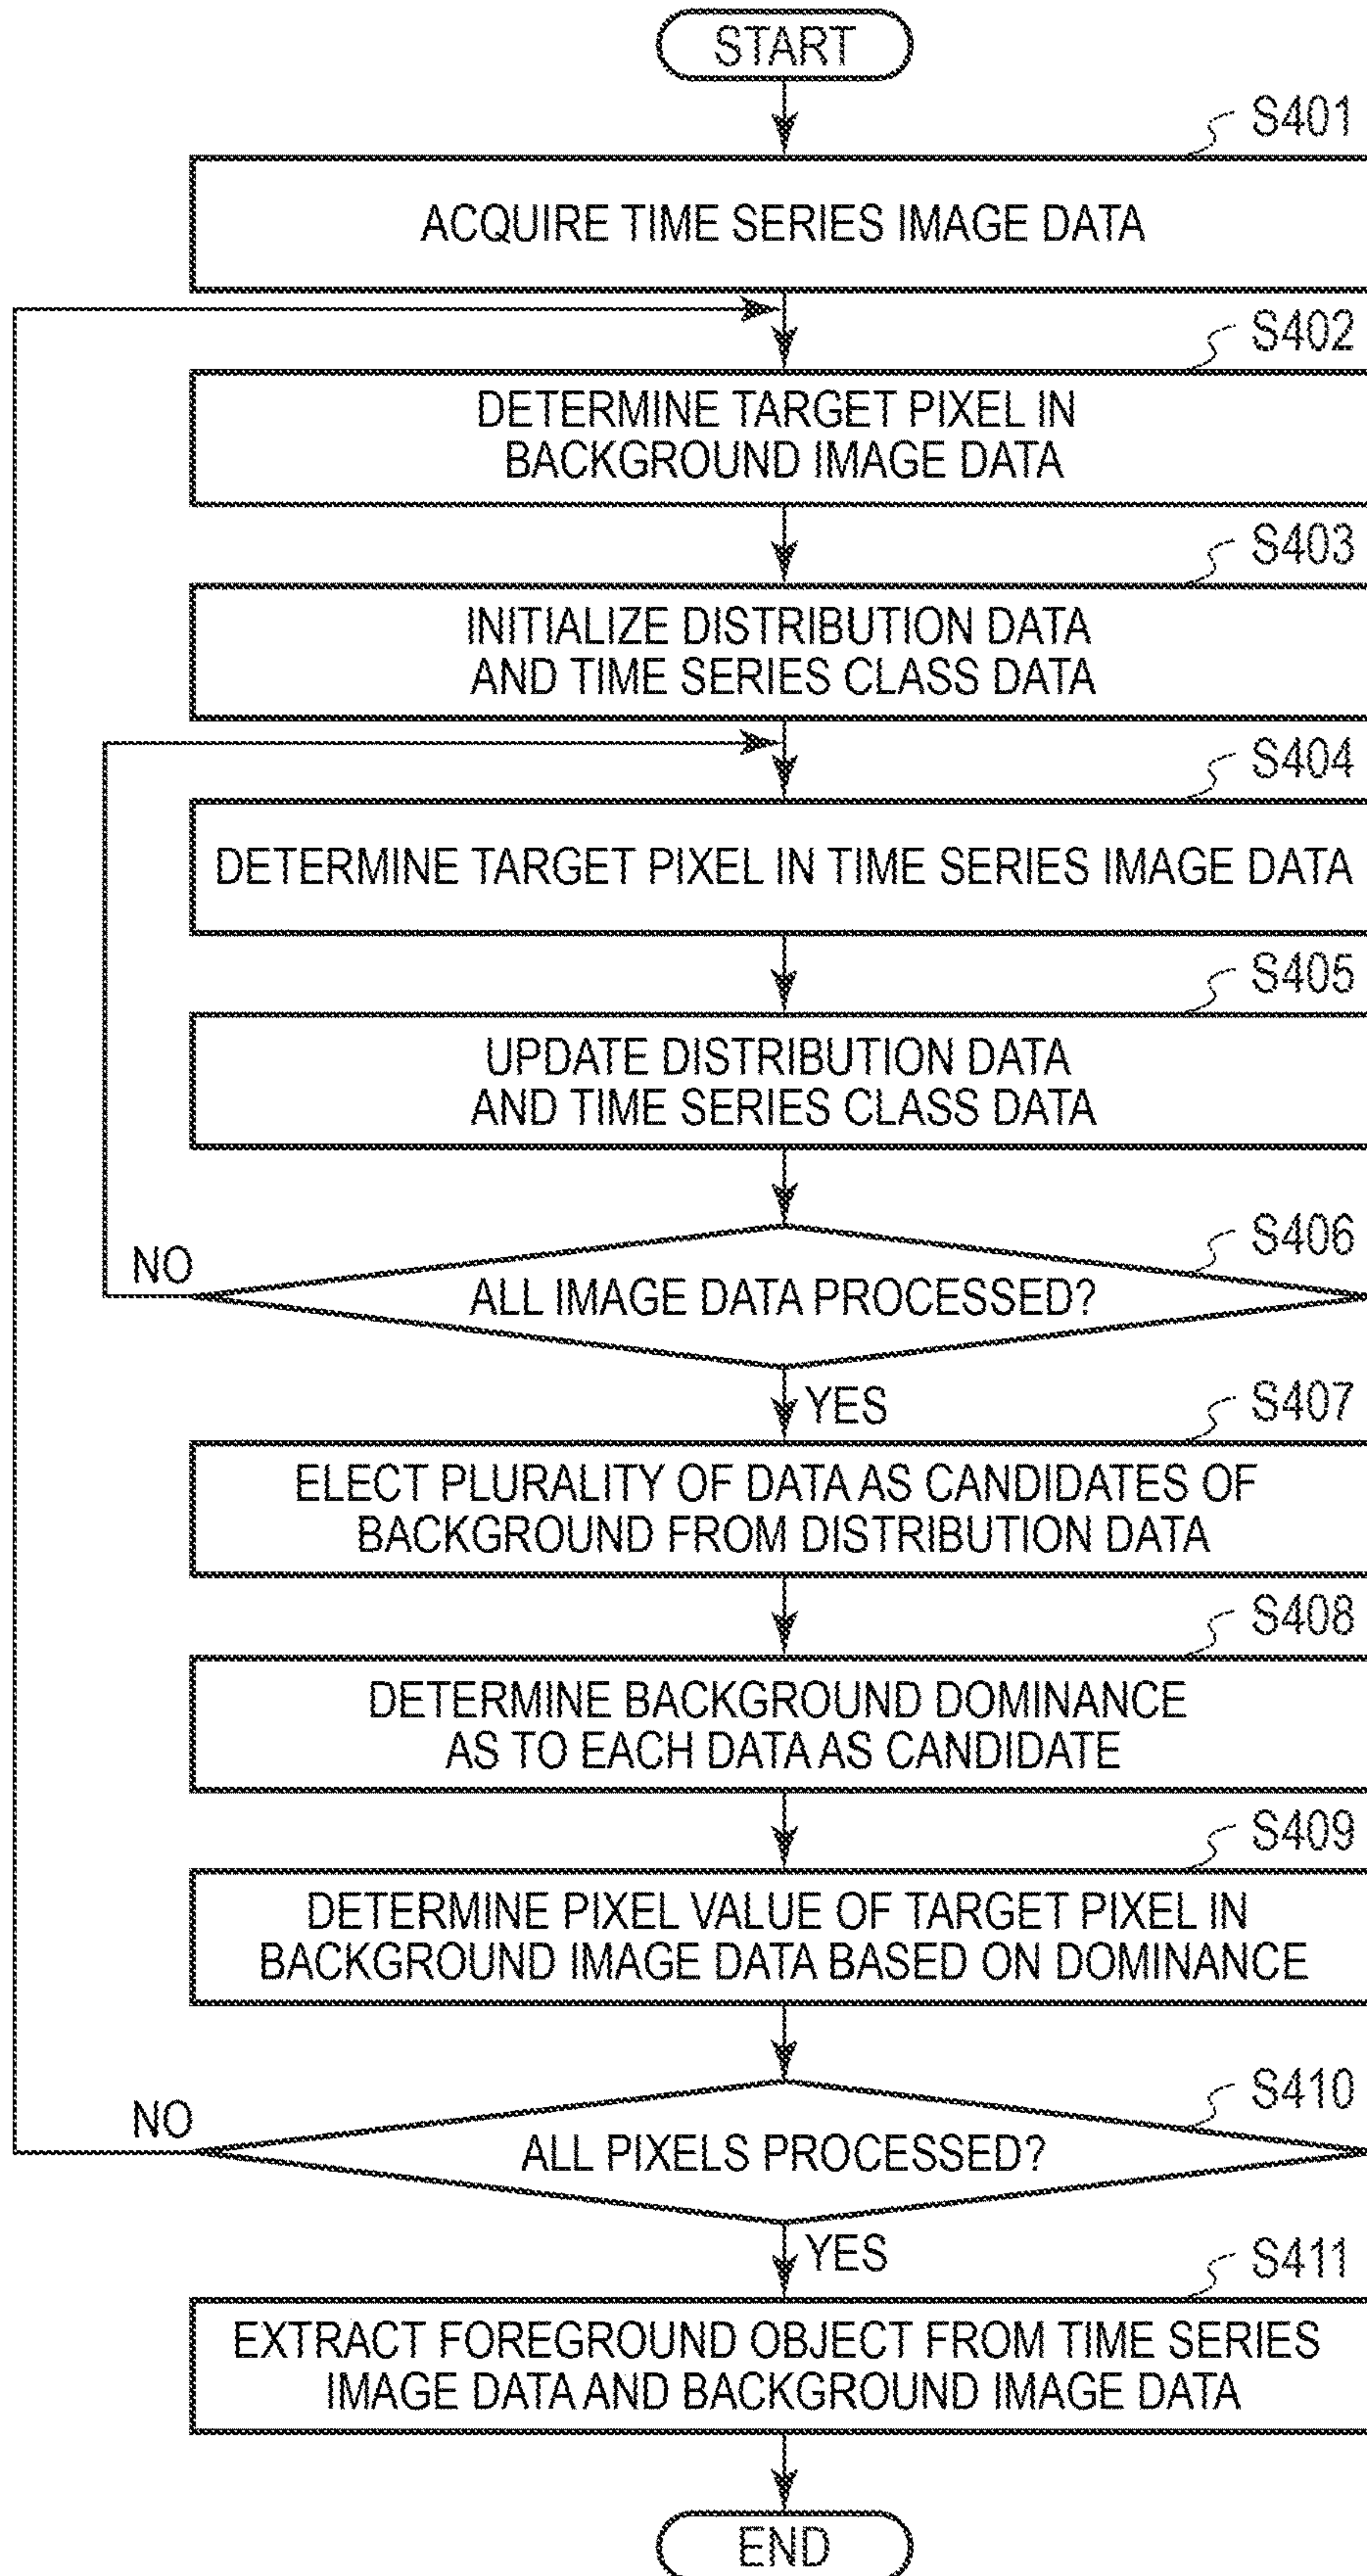 START
S401
ACQUIRE TIME SERIES IMAGE DATA
S402
DETERMINE TARGET PIXEL IN
BACKGROUND IMAGE DATA
S403
INITIALIZE DISTRIBUTION DATA
AND TIME SERIES CLASS DATA
S404
DETERMINE TARGET PIXEL IN TIME SERIES IMAGE DATA
S405
UPDATE DISTRIBUTION DATA
AND TIME SERIES CLASS DATA
S406
NO
ALL IMAGE DATA PROCESSED?
YES
S407
ELECT PLURALITY OF DATA AS CANDIDATES OF
BACKGROUND FROM DISTRIBUTION DATA
S408
DETERMINE BACKGROUND DOMINANCE
AS TO EACH DATA AS CANDIDATE
S409
DETERMINE PIXEL VALUE OF TARGET PIXEL IN
BACKGROUND IMAGE DATA BASED ON DOMINANCE
S410
NO
ALL PIXELS PROCESSED?
YES
S411
EXTRACT FOREGROUND OBJECT FROM TIME SERIES
IMAGE DATA AND BACKGROUND IMAGE DATA
END